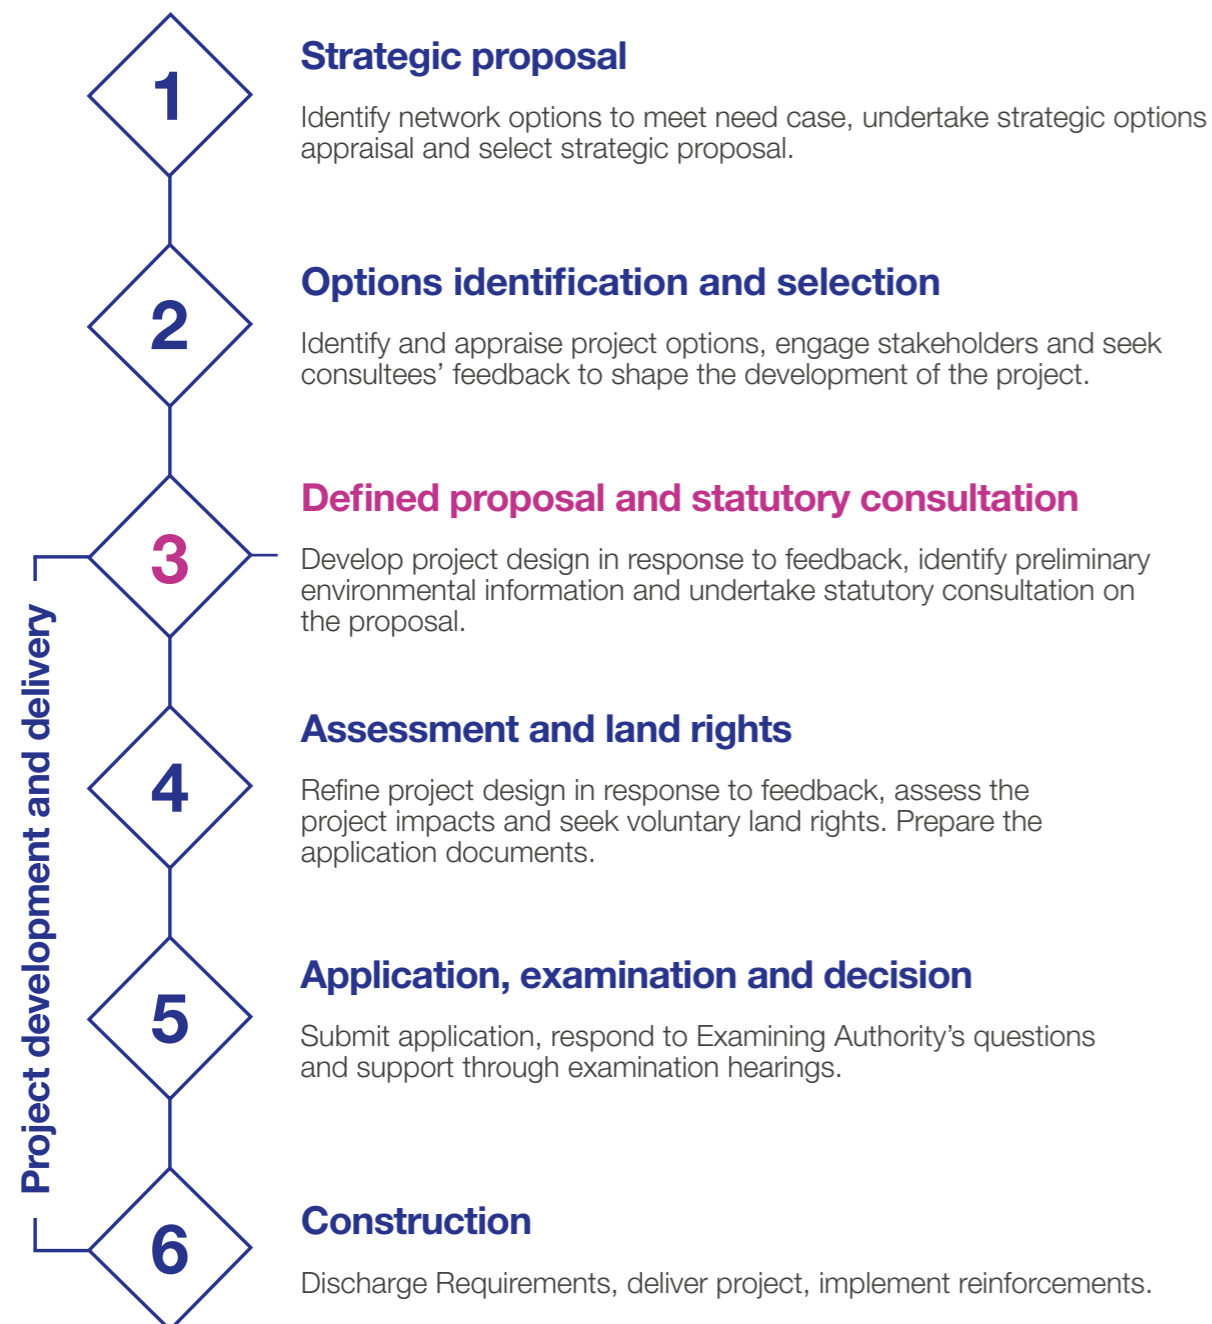 1
Strategic proposal
Identify network options to meet need case, undertake strategic options
appraisal and select strategic proposal.
2
Options identification and selection
Identify and appraise project options, engage stakeholders and seek
consultees’ feedback to shape the development of the project.
Project development and delivery
3
Defined proposal and statutory consultation
Develop project design in response to feedback, identify preliminary
environmental information and undertake statutory consultation on
the proposal.
4
Assessment and land rights
Refine project design in response to feedback, assess the
project impacts and seek voluntary land rights. Prepare the
application documents.
5
Application, examination and decision
Submit application, respond to Examining Authority’s questions
and support through examination hearings.
6
Construction
Discharge Requirements, deliver project, implement reinforcements.